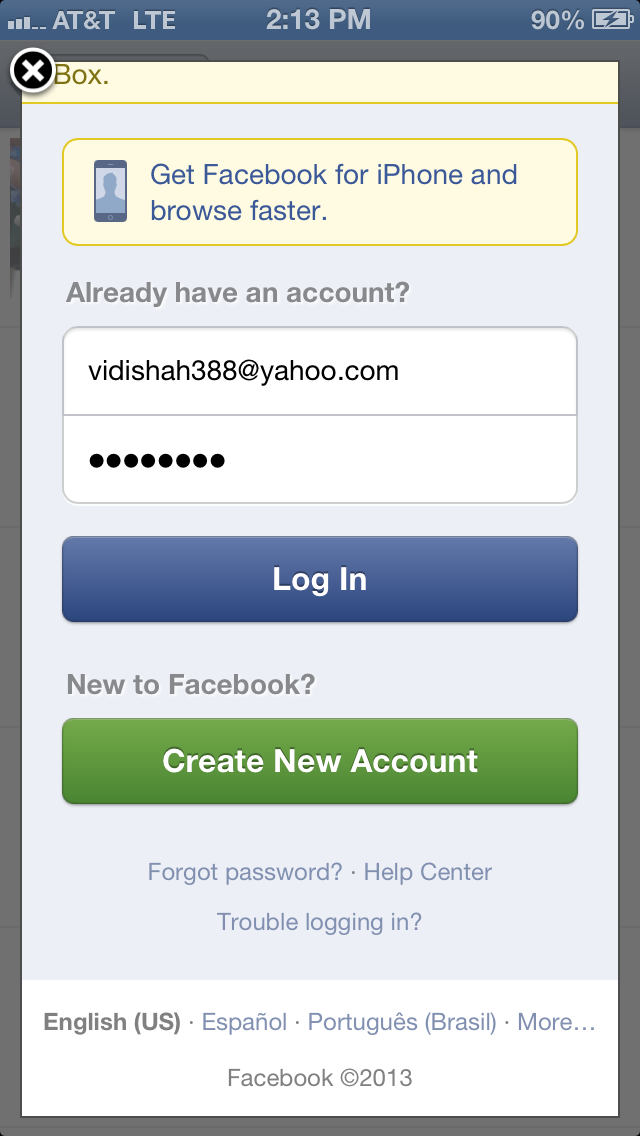 AT&T LTE 2:13 PM 90%
Box.
Get Facebook for iPhone and
browse faster.
Already have an account?
vidishah388@yahoo.com
••••••••
Log In
New to Facebook?
Create New Account
Forgot password? · Help Center
Trouble logging in?
English (US) · Español · Português (Brasil) · More…
Facebook ©2013